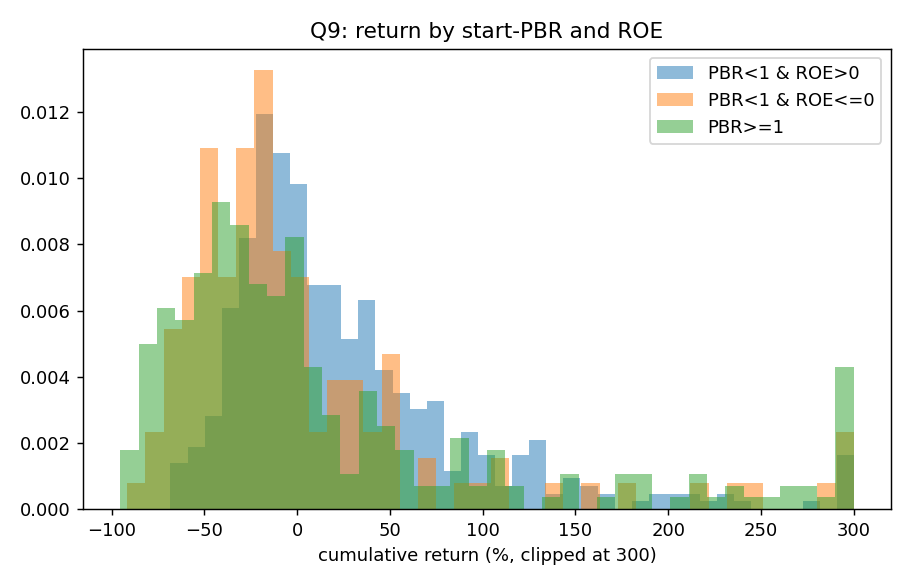 Q9: return by start-PBR and ROE
PBR<1 & ROE>0
PBR<1 & ROE<=0
PBR>=1
0.012
0.010
0.008
0.006
0.004
0.002
0.000
−100 −50 0 50 100 150 200 250 300
cumulative return (%, clipped at 300)